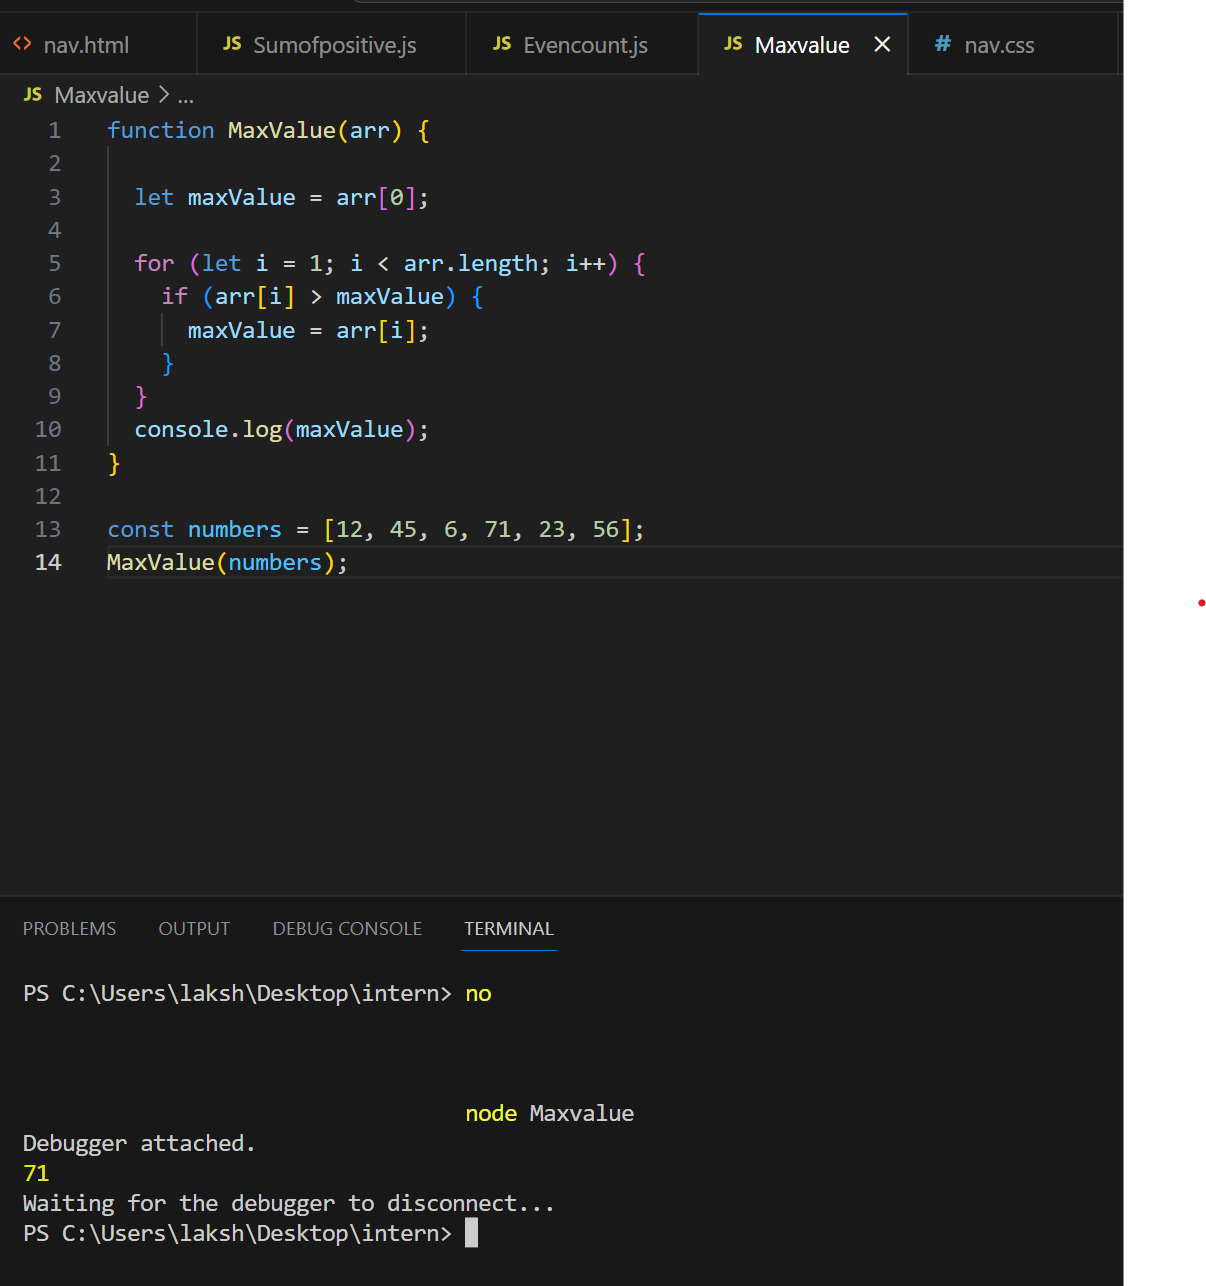 nav.html JS Sumofpositive.js JS Evencount.js JS Maxvalue # nav.css
JS Maxvalue > ...
1 function MaxValue(arr) {
2
3 let maxValue = arr[0];
4
5 for (let i = 1; i < arr.length; i++) {
6 if (arr[i] > maxValue) {
7 maxValue = arr[i];
8 }
9 }
10 console.log(maxValue);
11 }
12
13 const numbers = [12, 45, 6, 71, 23, 56];
14 MaxValue(numbers);
PROBLEMS OUTPUT DEBUG CONSOLE TERMINAL
PS C:\Users\laksh\Desktop\intern> no
node Maxvalue
Debugger attached.
71
Waiting for the debugger to disconnect...
PS C:\Users\laksh\Desktop\intern>